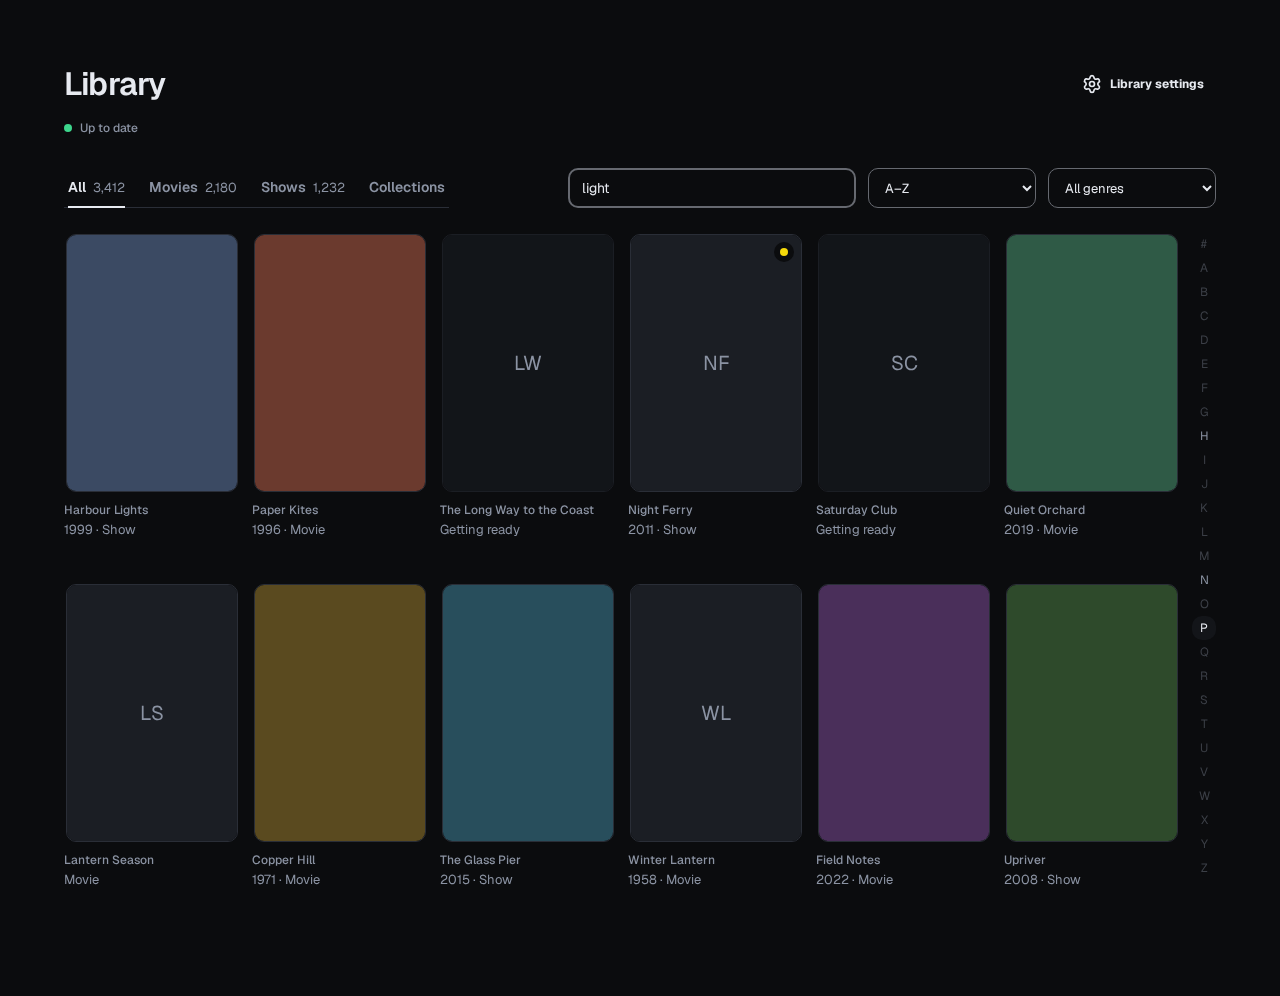 Library
Library settings
Up to date
All 3,412 Movies 2,180 Shows 1,232 Collections
light
A–Z
All genres
LW
NF
SC
Harbour Lights
1999 · Show
Paper Kites
1996 · Movie
The Long Way to the Coast
Getting ready
Night Ferry
2011 · Show
Saturday Club
Getting ready
Quiet Orchard
2019 · Movie
LS
WL
Lantern Season
Movie
Copper Hill
1971 · Movie
The Glass Pier
2015 · Show
Winter Lantern
1958 · Movie
Field Notes
2022 · Movie
Upriver
2008 · Show
#
A
B
C
D
E
F
G
H
I
J
K
L
M
N
O
P
Q
R
S
T
U
V
W
X
Y
Z